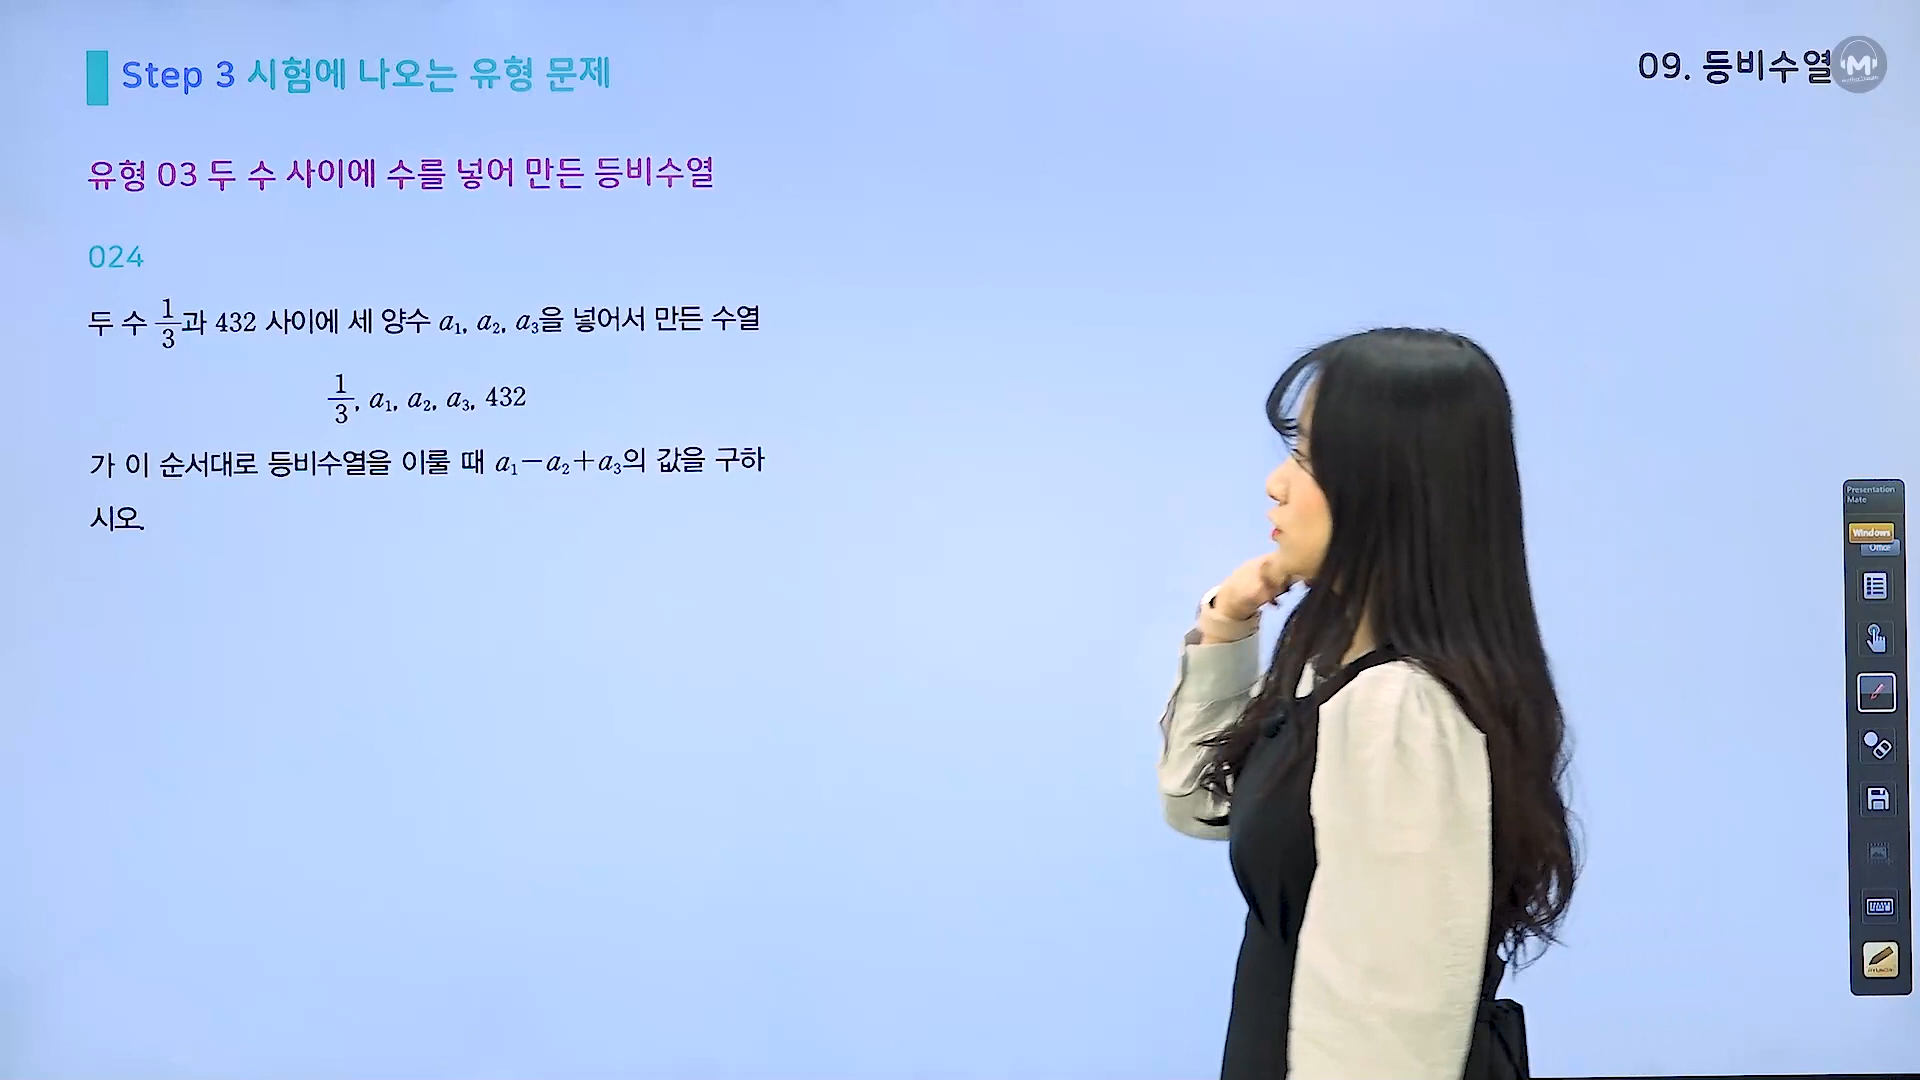 Step 3 시험에 나오는 유형 문제
09. 등비수열
M
유형 03 두 수 사이에 수를 넣어 만든 등비수열
024
두 수 1/3과 432 사이에 세 양수 a₁, a₂, a₃을 넣어서 만든 수열
1/3, a₁, a₂, a₃, 432
가 이 순서대로 등비수열을 이룰 때 a₁−a₂+a₃의 값을 구하
시오.
Presentation
Mate
Windows
Office